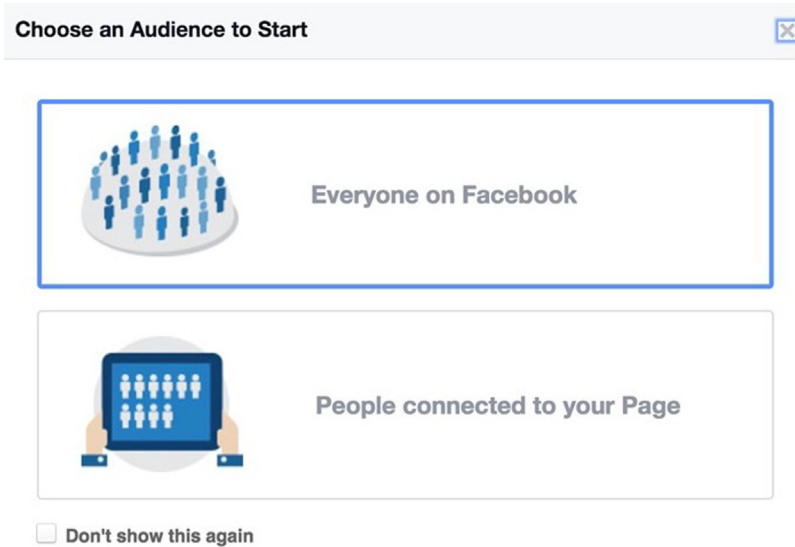 Choose an Audience to Start
Everyone on Facebook
People connected to your Page
Don't show this again